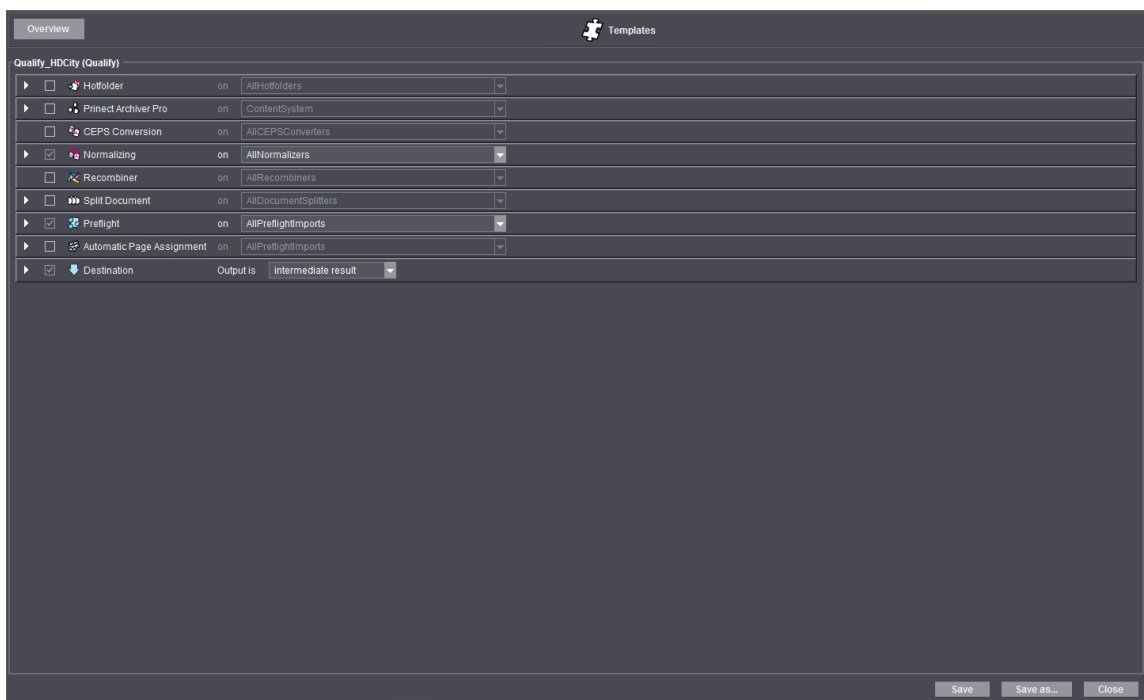 Overview
Templates
Qualify_HDCity (Qualify)
Hotfolder on AllHotfolders
Prinect Archiver Pro on ContentSystem
CEPS Conversion on AllCEPSConverters
Normalizing on AllNormalizers
Recombiner on AllRecombiners
Split Document on AllDocumentSplitters
Preflight on AllPreflightImports
Automatic Page Assignment on AllPreflightImports
Destination Output is intermediate result
Save Save as... Close